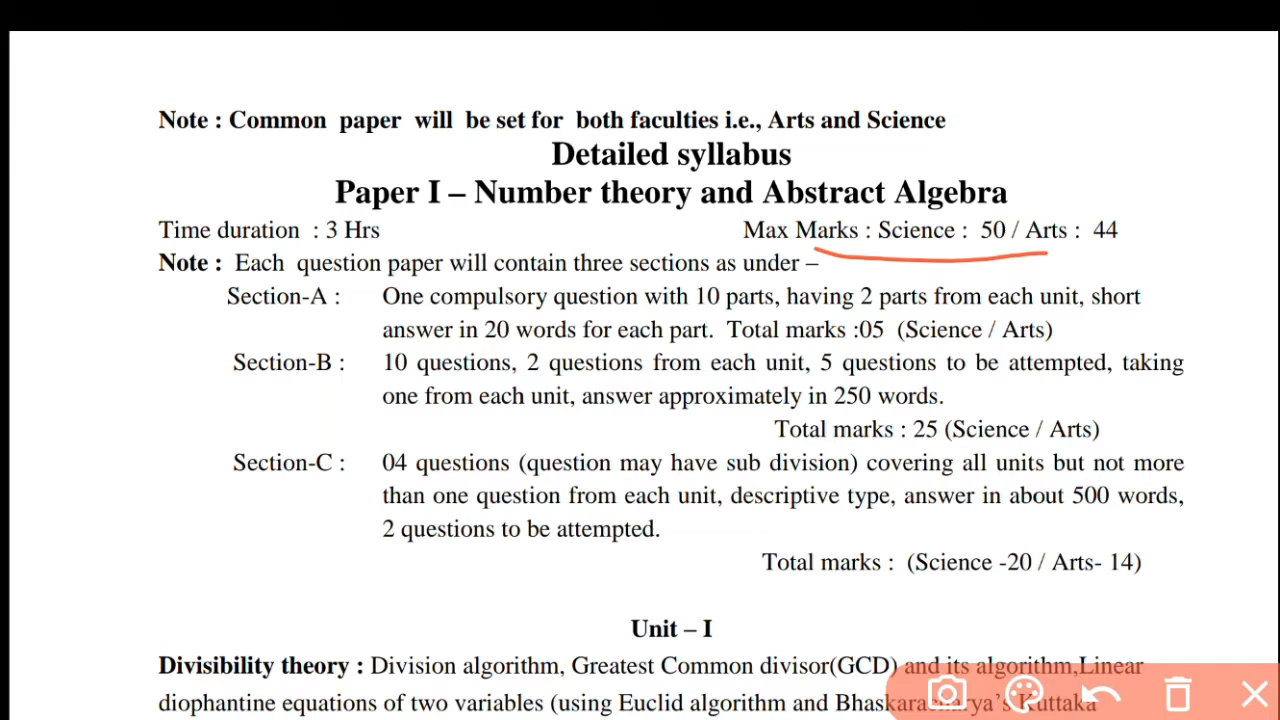 Note : Common paper will be set for both faculties i.e., Arts and Science
Detailed syllabus
Paper I – Number theory and Abstract Algebra
Time duration : 3 Hrs Max Marks : Science : 50 / Arts : 44
Note : Each question paper will contain three sections as under –
Section-A : One compulsory question with 10 parts, having 2 parts from each unit, short
answer in 20 words for each part. Total marks :05 (Science / Arts)
Section-B : 10 questions, 2 questions from each unit, 5 questions to be attempted, taking
one from each unit, answer approximately in 250 words.
Total marks : 25 (Science / Arts)
Section-C : 04 questions (question may have sub division) covering all units but not more
than one question from each unit, descriptive type, answer in about 500 words,
2 questions to be attempted.
Total marks : (Science -20 / Arts- 14)
Unit – I
Divisibility theory : Division algorithm, Greatest Common divisor(GCD) and its algorithm,Linear
diophantine equations of two variables (using Euclid algorithm and Bhaskaracharya's Kuttaka